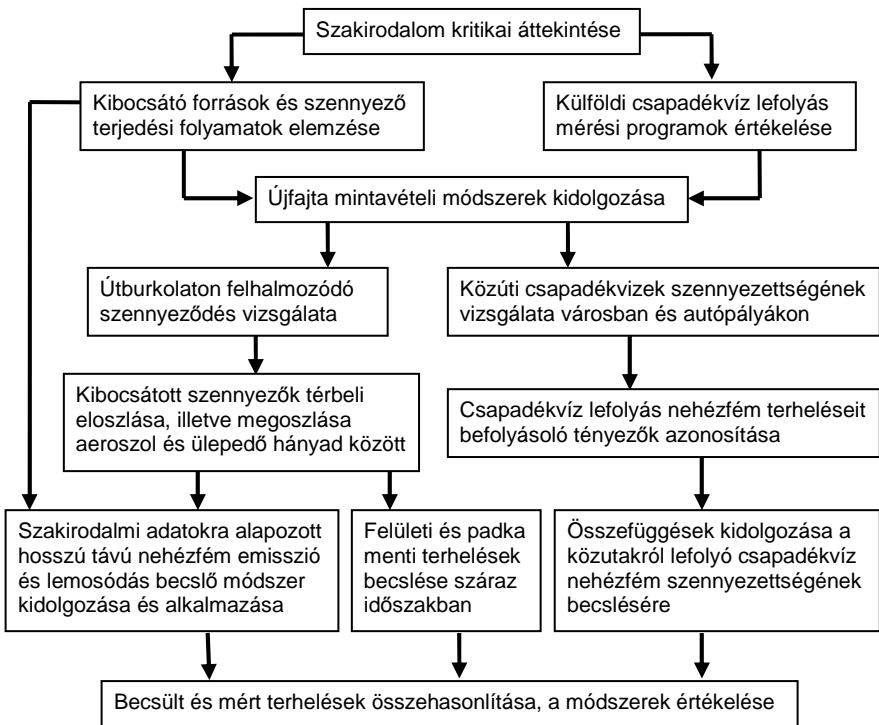 Szakirodalom kritikai áttekintése
Kibocsátó források és szennyező
terjedési folyamatok elemzése
Külföldi csapadékvíz lefolyás
mérési programok értékelése
Újfajta mintavételi módszerek kidolgozása
Útburkolaton felhalmozódó
szennyeződés vizsgálata
Közúti csapadékvizek szennyezettségének
vizsgálata városban és autópályákon
Kibocsátott szennyezők térbeli
eloszlása, illetve megoszlása
aeroszol és ülepedő hányad között
Csapadékvíz lefolyás nehézfém terheléseit
befolyásoló tényezők azonosítása
Szakirodalmi adatokra alapozott
hosszú távú nehézfém emisszió
és lemosódás becslő módszer
kidolgozása és alkalmazása
Felületi és padka
menti terhelések
becslése száraz
időszakban
Összefüggések kidolgozása a
közutakról lefolyó csapadékvíz
nehézfém szennyezettségének
becslésére
Becsült és mért terhelések összehasonlítása, a módszerek értékelése